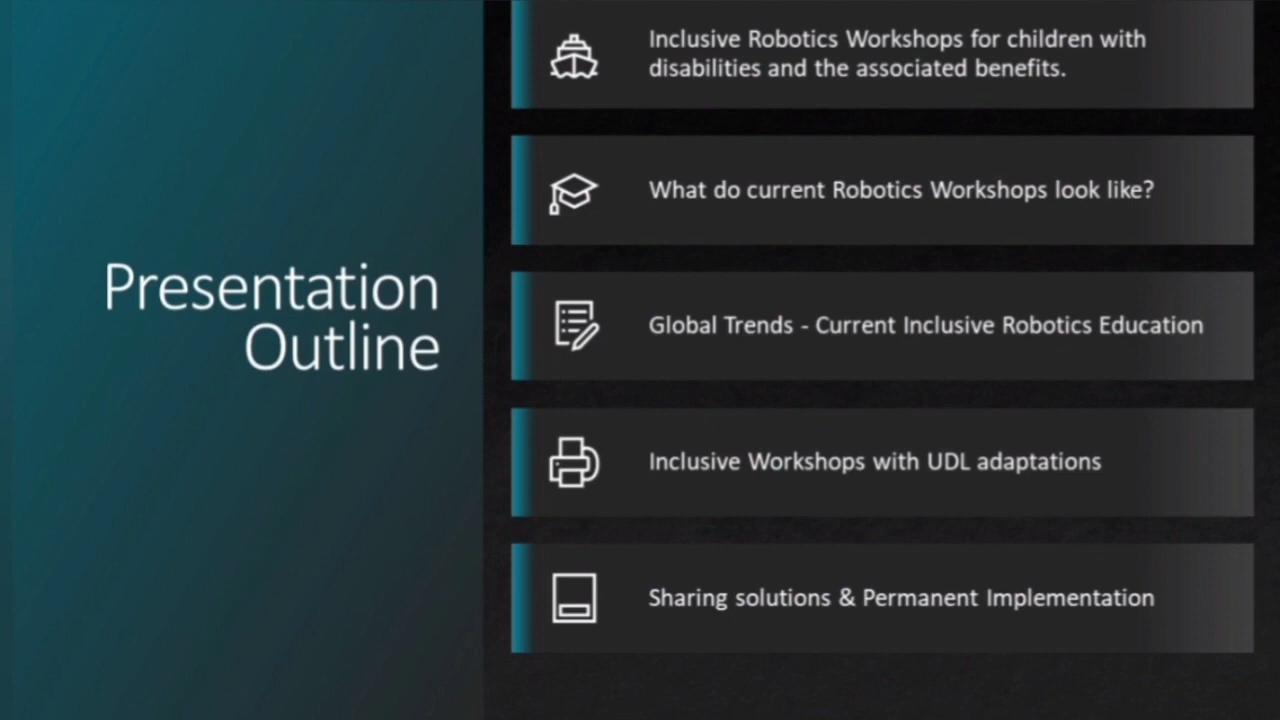 Presentation
Outline
Inclusive Robotics Workshops for children with
disabilities and the associated benefits.
What do current Robotics Workshops look like?
Global Trends - Current Inclusive Robotics Education
Inclusive Workshops with UDL adaptations
Sharing solutions & Permanent Implementation